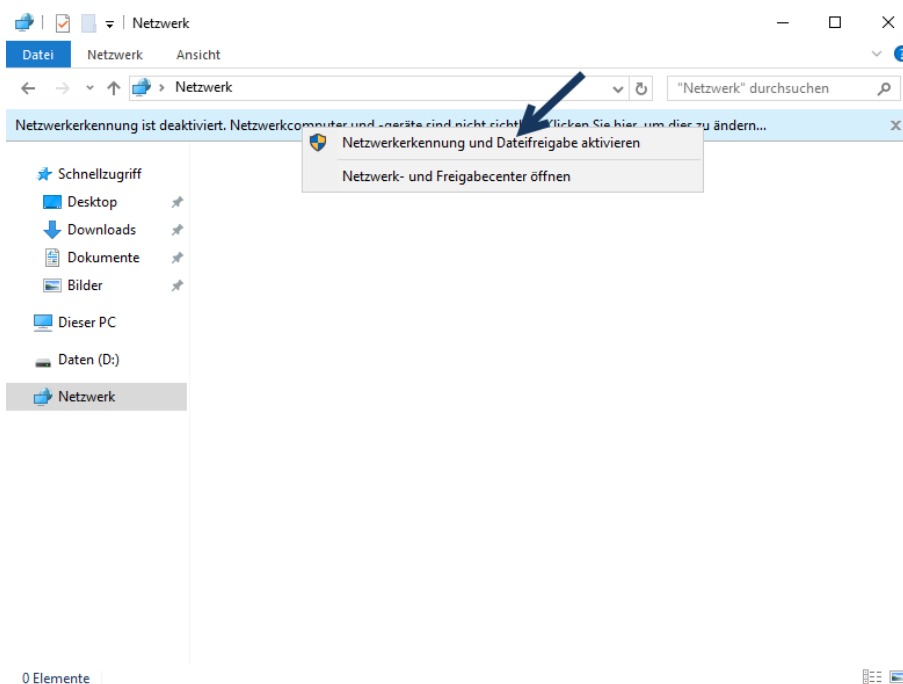 Netzwerk
Datei Netzwerk Ansicht
Netzwerk "Netzwerk" durchsuchen
Netzwerkerkennung ist deaktiviert. Netzwerkcomputer und -geräte sind nicht Klicken Sie hier, um dies zu ändern...
Netzwerkerkennung und Dateifreigabe aktivieren
Netzwerk- und Freigabecenter öffnen
Schnellzugriff
Desktop
Downloads
Dokumente
Bilder
Dieser PC
Daten (D:)
Netzwerk
0 Elemente